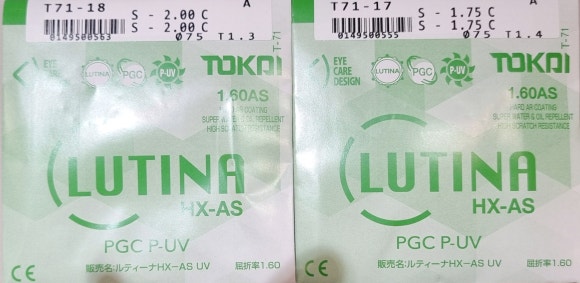 T71-18
A
S - 2.00 C
S - 2.00 C
0149500563
Ø75 T1.3
T-71
EYE
CARE
DESIGN
LUTINA
PGC
P-UV
TOKAI
1.60AS
HARD AR COATING
SUPER WATER & OIL REPELLENT
HIGH SCRATCH RESISTANCE
LUTINA
HX-AS
PGC P-UV
販売名:ルティーナHX-AS UV 屈折率1.60
CE
T71-17
A
S - 1.75 C
S - 1.75 C
0149500555
Ø75 T1.4
T-71
EYE
CARE
DESIGN
LUTINA
PGC
P-UV
TOKAI
1.60AS
HARD AR COATING
SUPER WATER & OIL REPELLENT
HIGH SCRATCH RESISTANCE
LUTINA
HX-AS
PGC P-UV
販売名:ルティーナHX-AS UV 屈折率1.60
CE